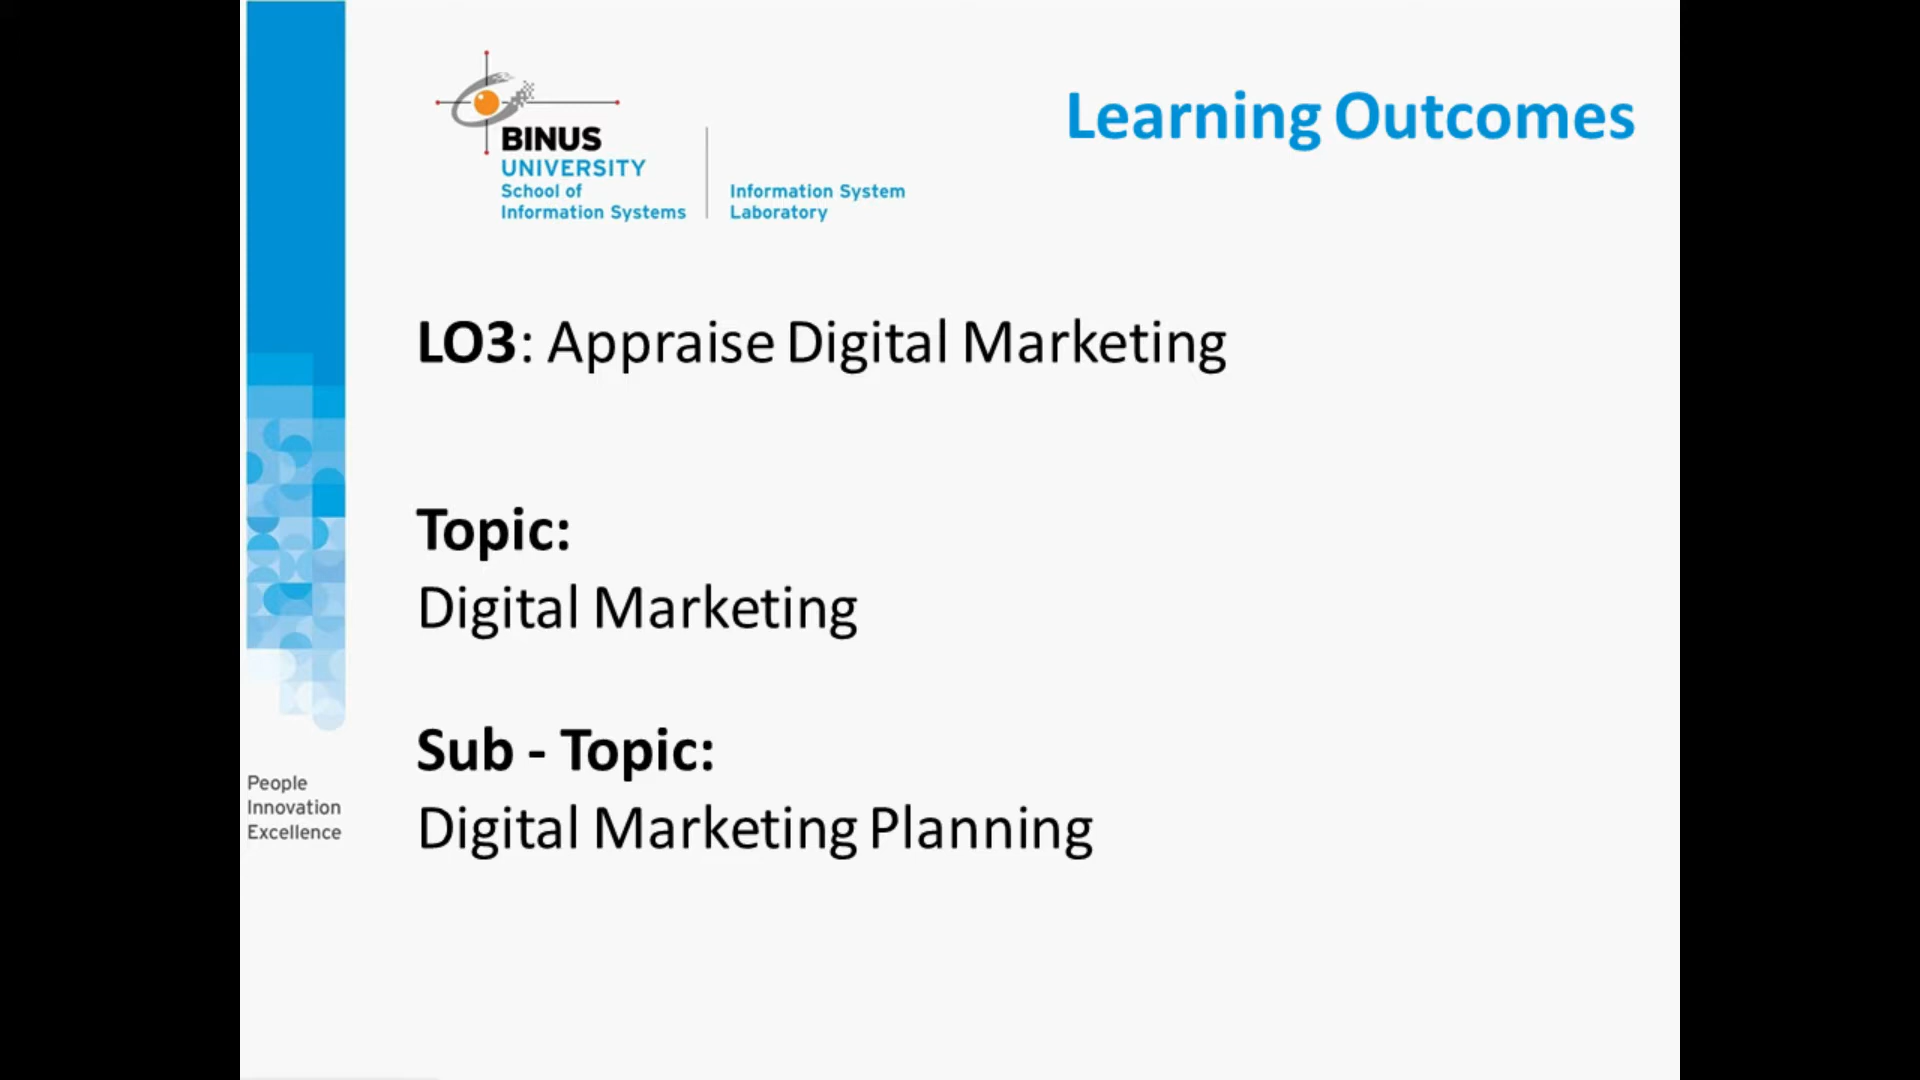 BINUS
UNIVERSITY
School of
Information Systems
Information System
Laboratory
Learning Outcomes
LO3: Appraise Digital Marketing
Topic:
Digital Marketing
Sub - Topic:
Digital Marketing Planning
People
Innovation
Excellence